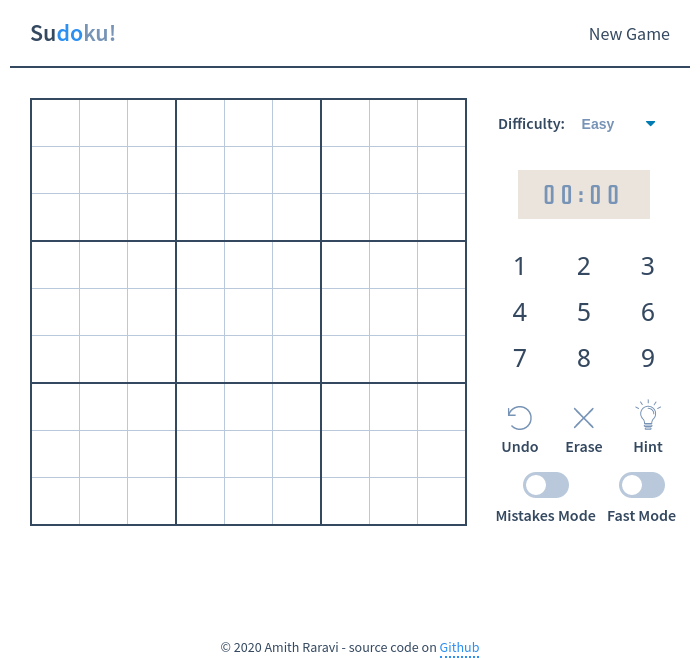 Sudoku!
New Game
Difficulty: Easy
00:00
1 2 3
4 5 6
7 8 9
Undo Erase Hint
Mistakes Mode Fast Mode
© 2020 Amith Raravi - source code on Github